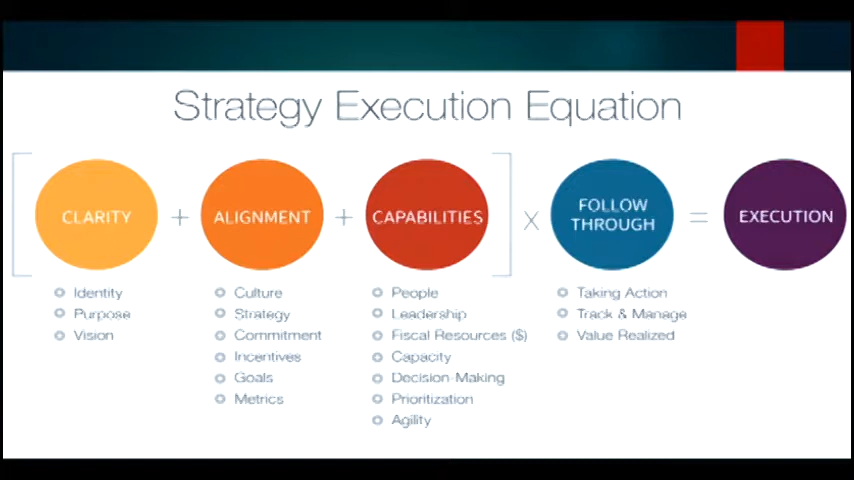 Strategy Execution Equation
[ CLARITY + ALIGNMENT + CAPABILITIES ] x FOLLOW THROUGH = EXECUTION
Identity
Purpose
Vision
Culture
Strategy
Commitment
Incentives
Goals
Metrics
People
Leadership
Fiscal Resources ($)
Capacity
Decision-Making
Prioritization
Agility
Taking Action
Track & Manage
Value Realized